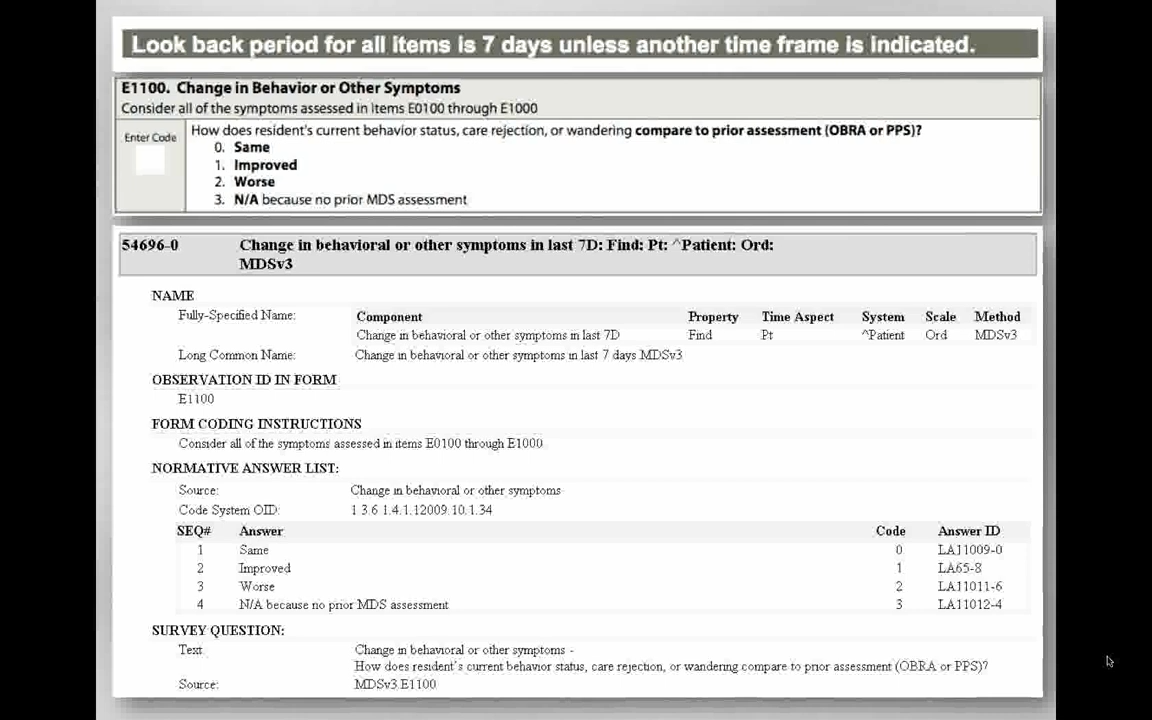 Look back period for all items is 7 days unless another time frame is indicated.
E1100. Change in Behavior or Other Symptoms
Consider all of the symptoms assessed in items E0100 through E1000
Enter Code
How does resident's current behavior status, care rejection, or wandering compare to prior assessment (OBRA or PPS)?
0. Same
1. Improved
2. Worse
3. N/A because no prior MDS assessment
54696-0 Change in behavioral or other symptoms in last 7D: Find: Pt: ^Patient: Ord:
MDSv3
NAME
Fully-Specified Name: Component Property Time Aspect System Scale Method
Change in behavioral or other symptoms in last 7D Find Pt ^Patient Ord MDSv3
Long Common Name: Change in behavioral or other symptoms in last 7 days MDSv3
OBSERVATION ID IN FORM
E1100
FORM CODING INSTRUCTIONS
Consider all of the symptoms assessed in items E0100 through E1000
NORMATIVE ANSWER LIST:
Source: Change in behavioral or other symptoms
Code System OID: 1.3.6.1.4.1.12009.10.1.34
SEQ# Answer Code Answer ID
1 Same 0 LA11009-0
2 Improved 1 LA65-8
3 Worse 2 LA11011-6
4 N/A because no prior MDS assessment 3 LA11012-4
SURVEY QUESTION:
Text Change in behavioral or other symptoms -
How does resident's current behavior status, care rejection, or wandering compare to prior assessment (OBRA or PPS)?
Source: MDSv3.E1100